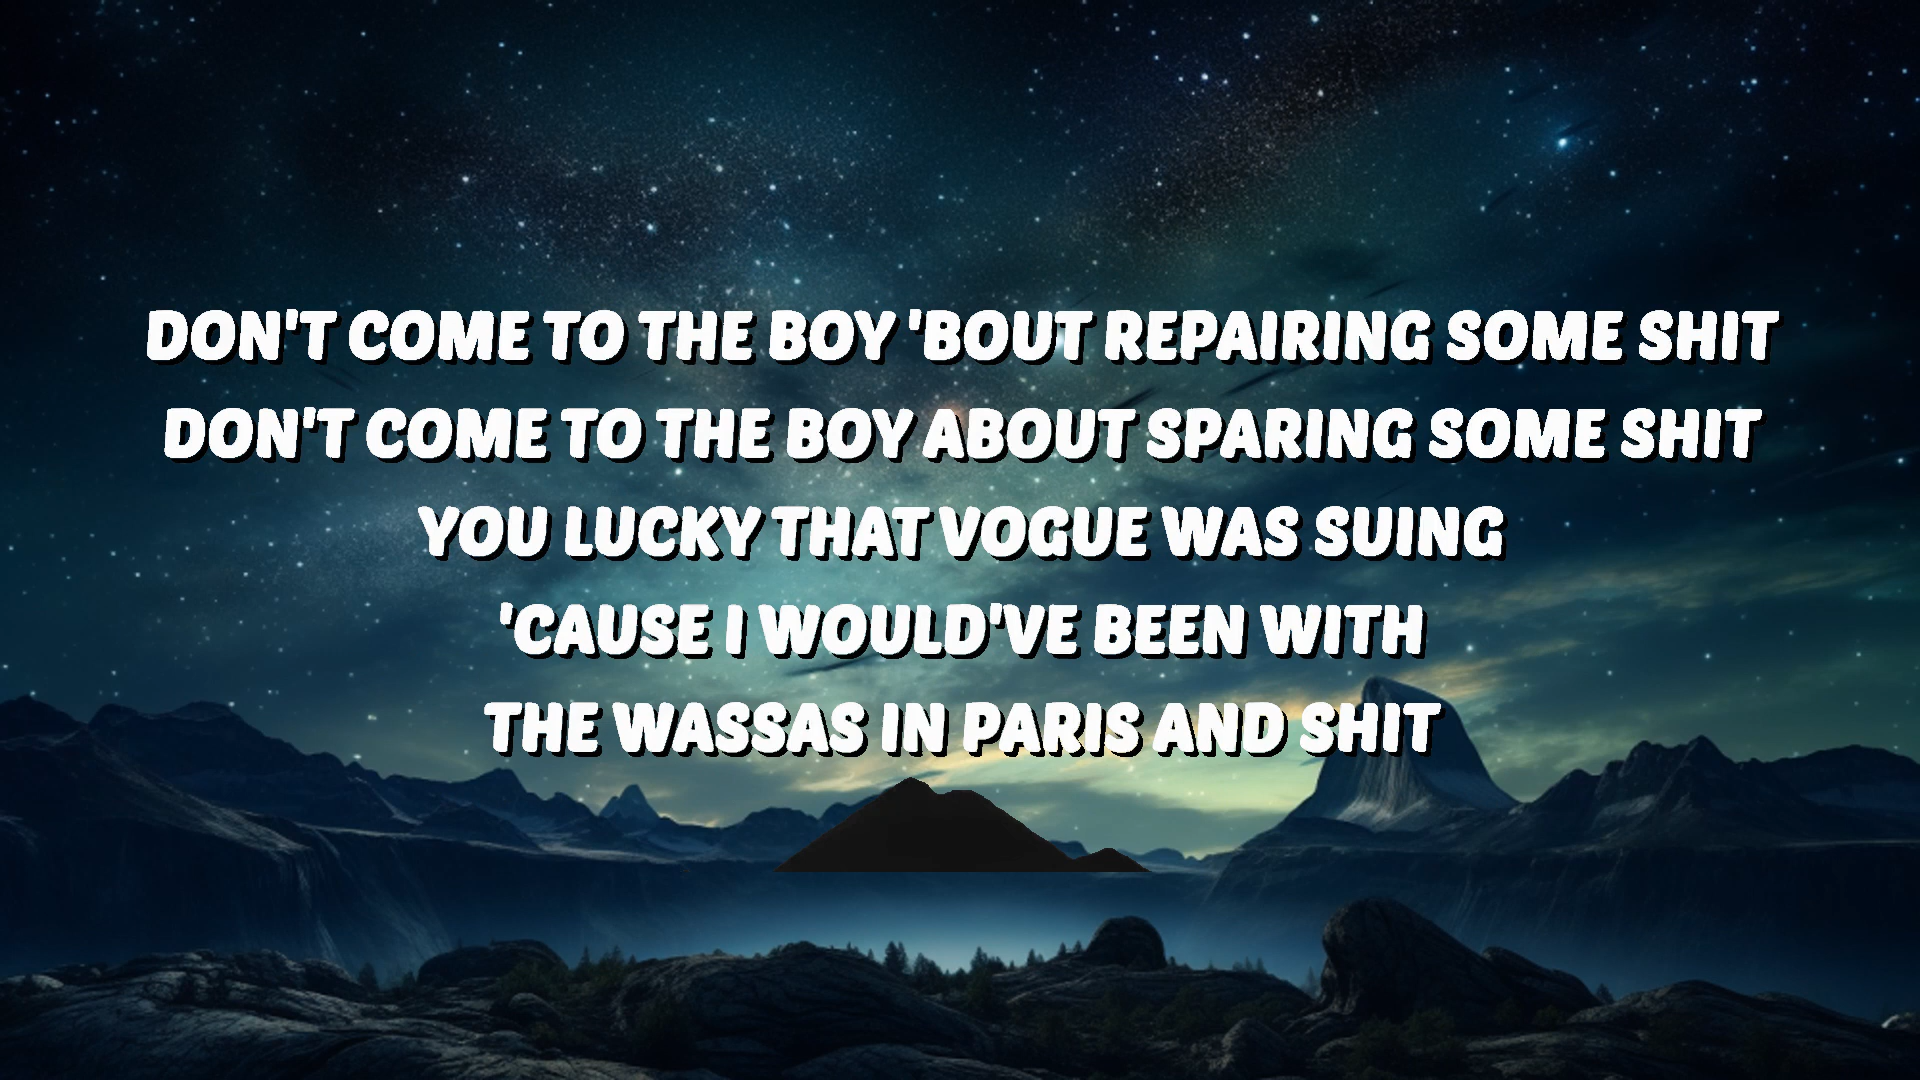 DON'T COME TO THE BOY 'BOUT REPAIRING SOME SHIT
DON'T COME TO THE BOY ABOUT SPARING SOME SHIT
YOU LUCKY THAT VOGUE WAS SUING
'CAUSE I WOULD'VE BEEN WITH
THE WASSAS IN PARIS AND SHIT